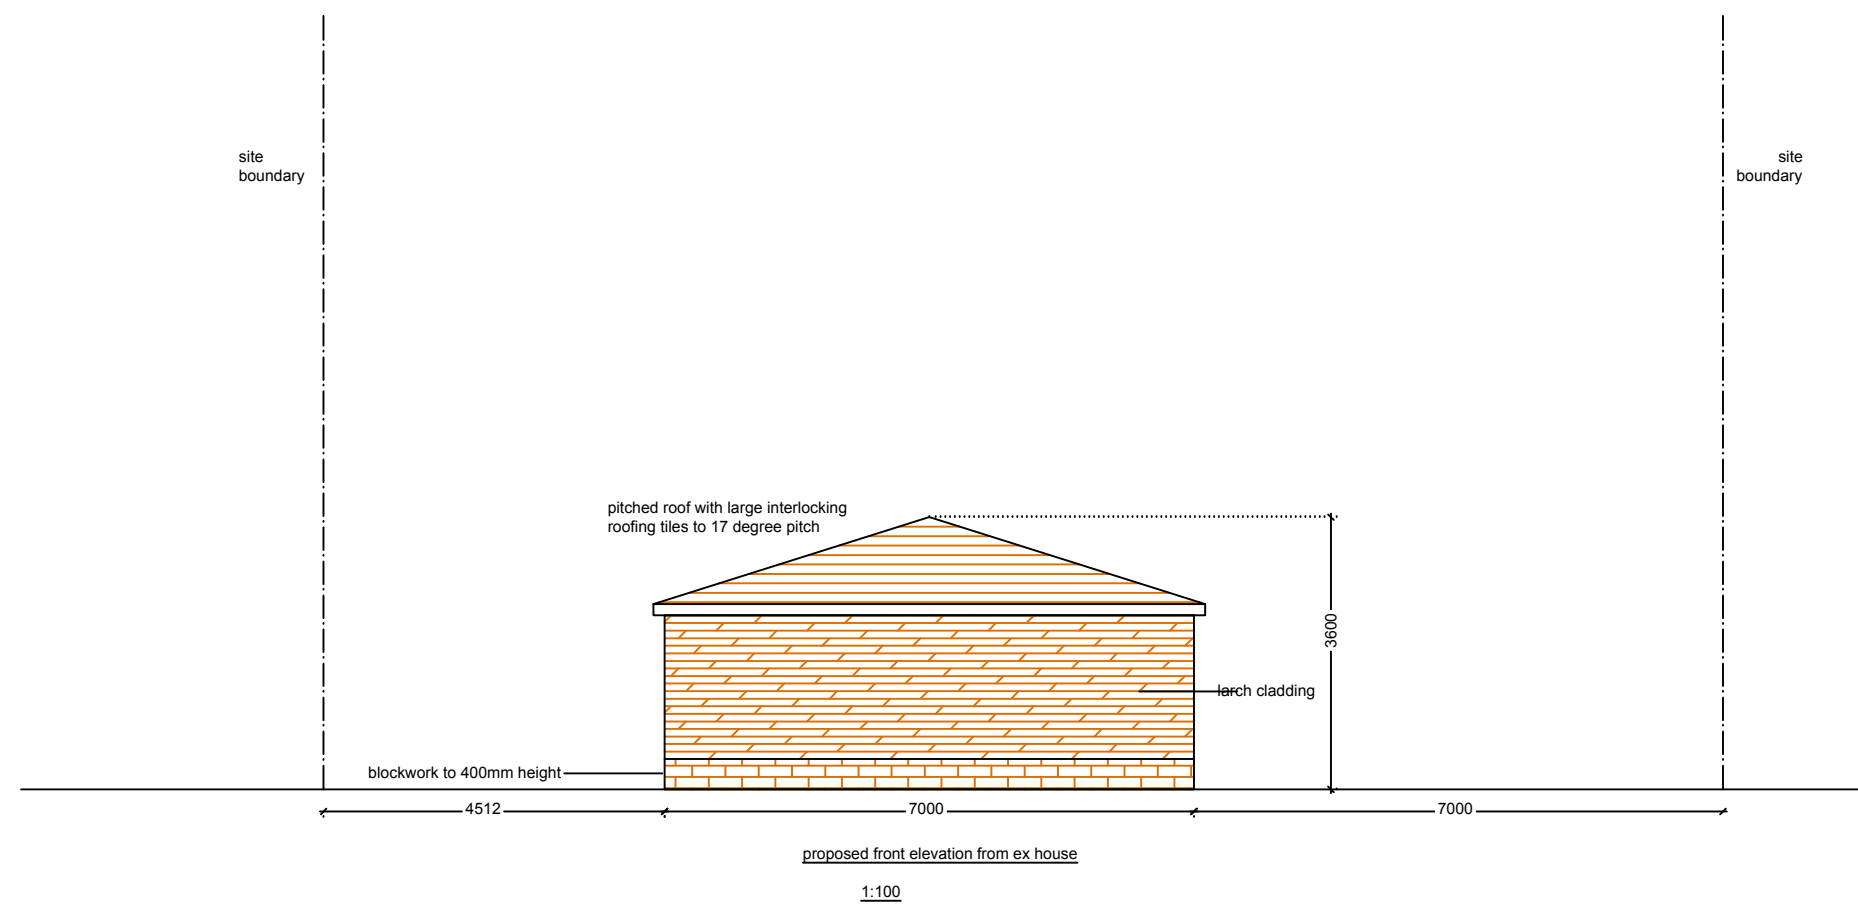 site
boundary
site
boundary
pitched roof with large interlocking
roofing tiles to 17 degree pitch
3600
larch cladding
blockwork to 400mm height
4512
7000
7000
proposed front elevation from ex house
1:100